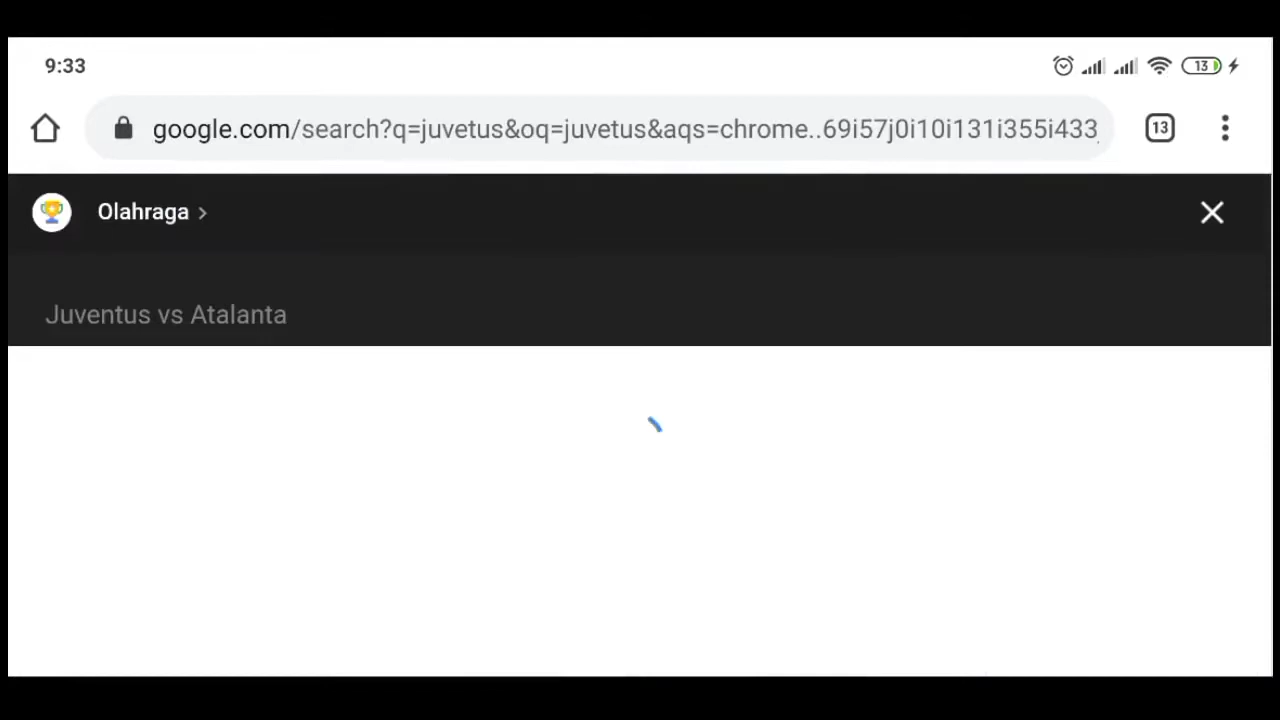 9:33
13
google.com/search?q=juvetus&oq=juvetus&aqs=chrome..69i57j0i10i131i355i433
13
Olahraga >
Juventus vs Atalanta